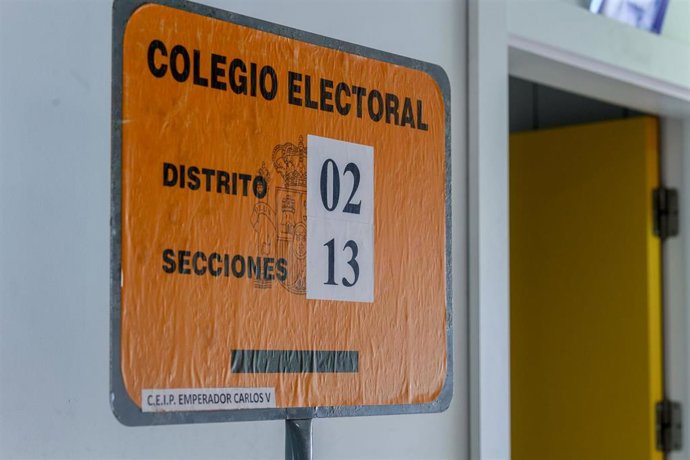 COLEGIO ELECTORAL
DISTRITO 02
SECCIONES 13
C.E.I.P. EMPERADOR CARLOS V